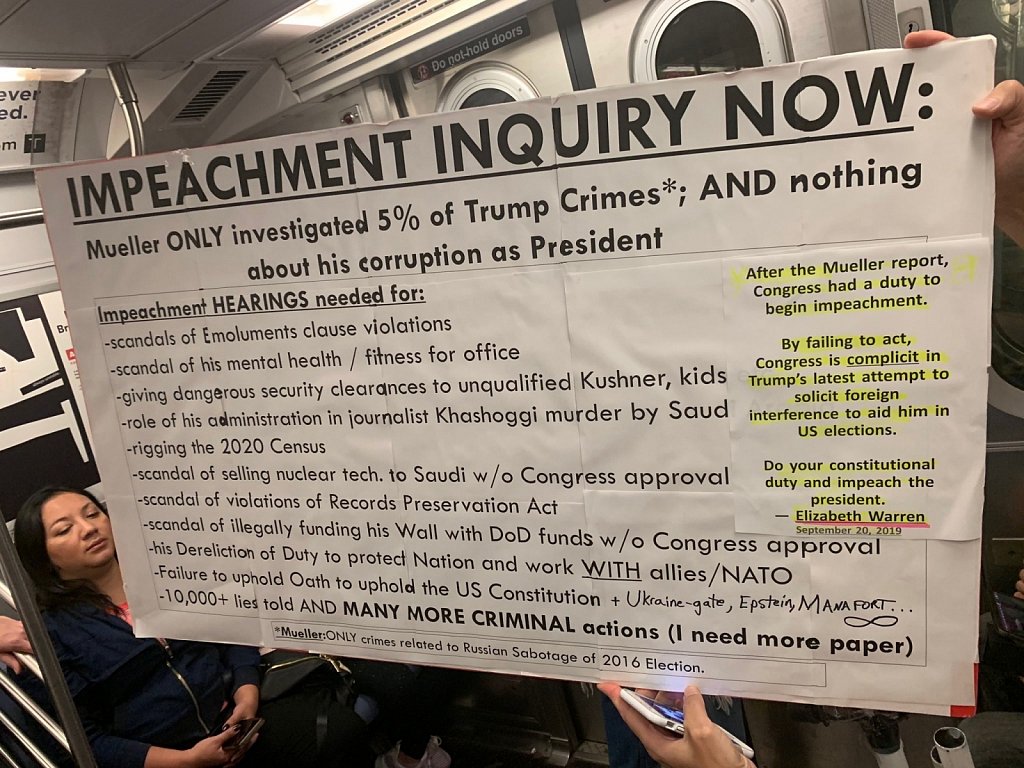 Do not hold doors
ever
ed.
m
Br
IMPEACHMENT INQUIRY NOW:
Mueller ONLY investigated 5% of Trump Crimes*; AND nothing
about his corruption as President
Impeachment HEARINGS needed for:
-scandals of Emoluments clause violations
-scandal of his mental health / fitness for office
-giving dangerous security clearances to unqualified Kushner, kids
-role of his administration in journalist Khashoggi murder by Saud
-rigging the 2020 Census
-scandal of selling nuclear tech. to Saudi w/o Congress approval
-scandal of violations of Records Preservation Act
-scandal of illegally funding his Wall with DoD funds w/o Congress approval
-his Dereliction of Duty to protect Nation and work WITH allies/NATO
-Failure to uphold Oath to uphold the US Constitution + Ukraine-gate, Epstein, MANAFORT...
-10,000+ lies told AND MANY MORE CRIMINAL actions (I need more paper)
∞
*Mueller:ONLY crimes related to Russian Sabotage of 2016 Election.
After the Mueller report,
Congress had a duty to
begin impeachment.
By failing to act,
Congress is complicit in
Trump's latest attempt to
solicit foreign
interference to aid him in
US elections.
Do your constitutional
duty and impeach the
president.
— Elizabeth Warren
September 20, 2019